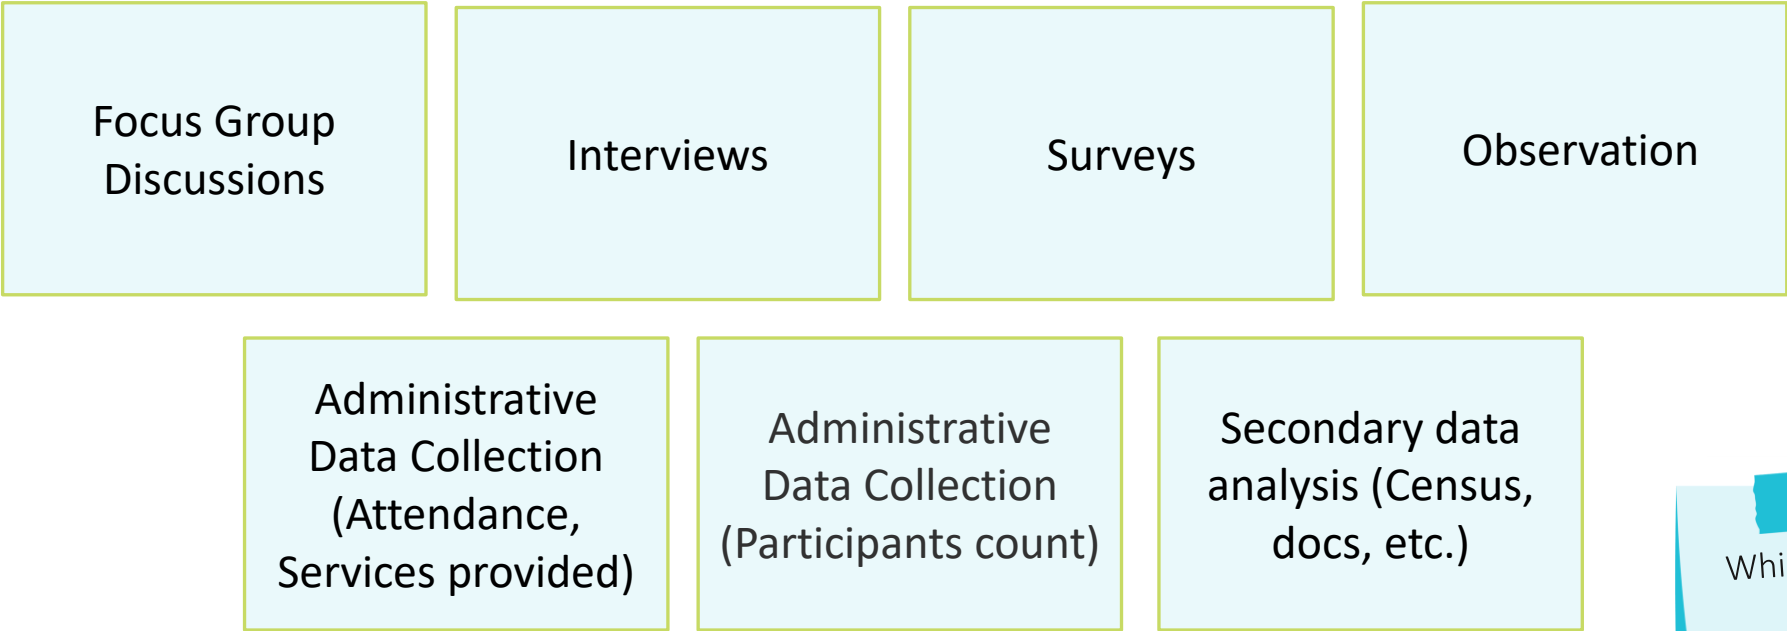 Focus Group
Discussions
Interviews
Surveys
Observation
Administrative
Data Collection
(Attendance,
Services provided)
Administrative
Data Collection
(Participants count)
Secondary data
analysis (Census,
docs, etc.)
Whi